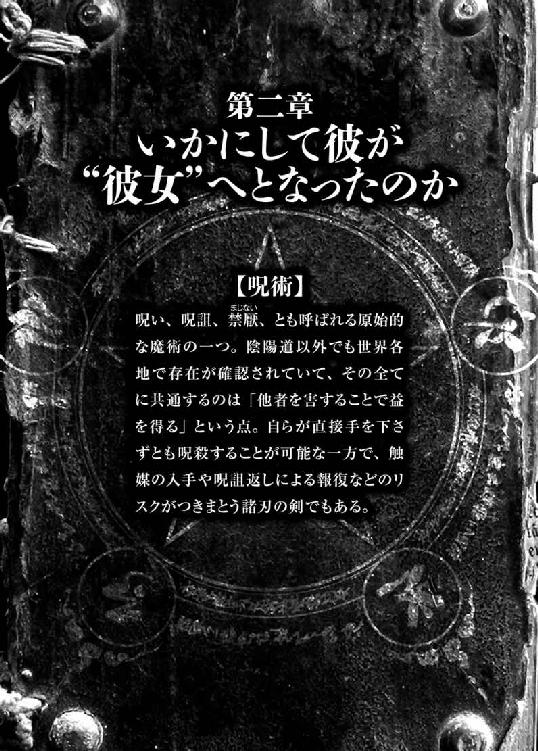 第二章
いかにして彼が
“彼女”へとなったのか
【呪術】
まじない
呪い、呪詛、禁厭、とも呼ばれる原始的
な魔術の一つ。陰陽道以外でも世界各
地で存在が確認されていて、その全て
に共通するのは「他者を害することで益
を得る」という点。自らが直接手を下さ
ずとも呪殺することが可能な一方で、触
媒の入手や呪詛返しによる報復などのリ
スクがつきまとう諸刃の剣でもある。